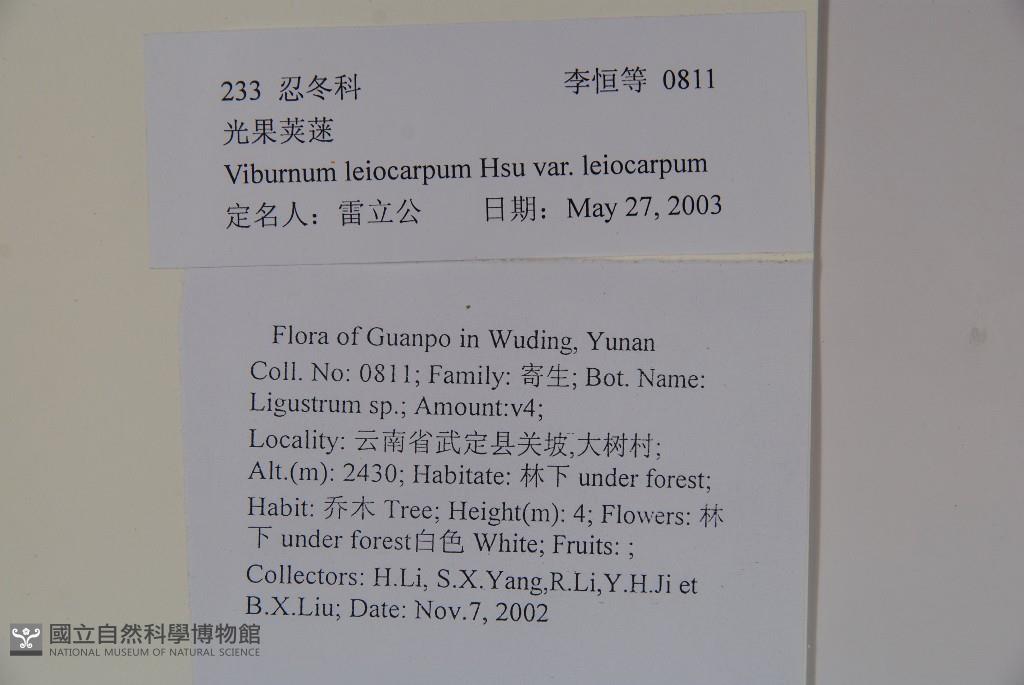 233 忍冬科 李恒等 0811
光果荚蒾
Viburnum leiocarpum Hsu var. leiocarpum
定名人：雷立公 日期：May 27, 2003
Flora of Guanpo in Wuding, Yunan
Coll. No: 0811; Family: 寄生; Bot. Name:
Ligustrum sp.; Amount:v4;
Locality: 云南省武定县关坡,大树村;
Alt.(m): 2430; Habitate: 林下 under forest;
Habit: 乔木 Tree; Height(m): 4; Flowers: 林
下 under forest白色 White; Fruits: ;
Collectors: H.Li, S.X.Yang,R.Li,Y.H.Ji et
B.X.Liu; Date: Nov.7, 2002
國立自然科學博物館
NATIONAL MUSEUM OF NATURAL SCIENCE